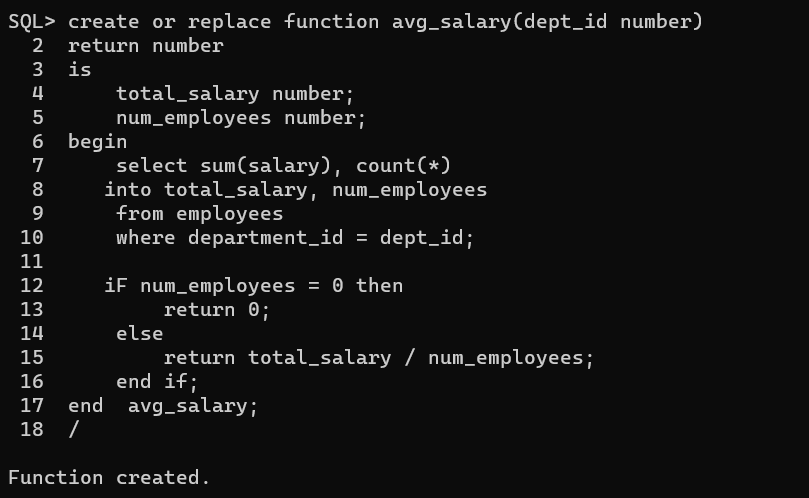 SQL> create or replace function avg_salary(dept_id number)
  2  return number
  3  is
  4      total_salary number;
  5      num_employees number;
  6  begin
  7      select sum(salary), count(*)
  8     into total_salary, num_employees
  9      from employees
 10      where department_id = dept_id;
 11
 12     iF num_employees = 0 then
 13          return 0;
 14      else
 15          return total_salary / num_employees;
 16      end if;
 17  end  avg_salary;
 18  /

Function created.